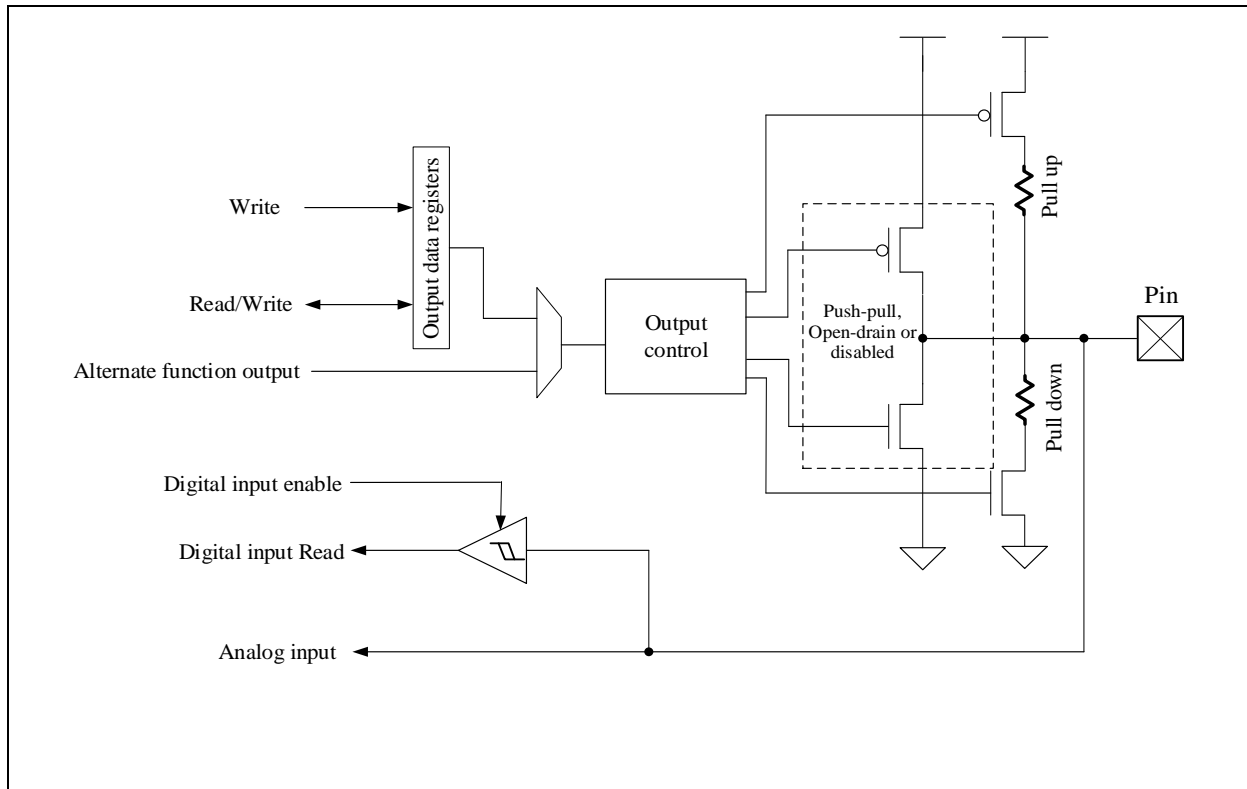 Write
Output data registers
Read/Write
Alternate function output
Output
control
Push-pull,
Open-drain or
disabled
Pull up
Pull down
Pin
Digital input enable
Digital input Read
Analog input